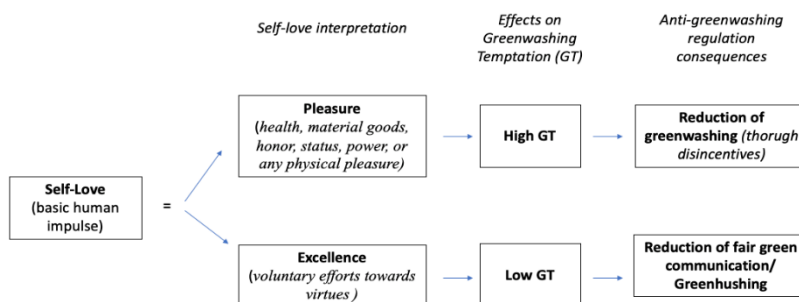 Self-love interpretation
Effects on
Greenwashing
Temptation (GT)
Anti-greenwashing
regulation
consequences
Pleasure
(health, material goods,
honor, status, power, or
any physical pleasure)
High GT
Reduction of
greenwashing (thorugh
disincentives)
Self-Love
(basic human
impulse)
=
Excellence
(voluntary efforts towards
virtues )
Low GT
Reduction of fair green
communication/
Greenhushing